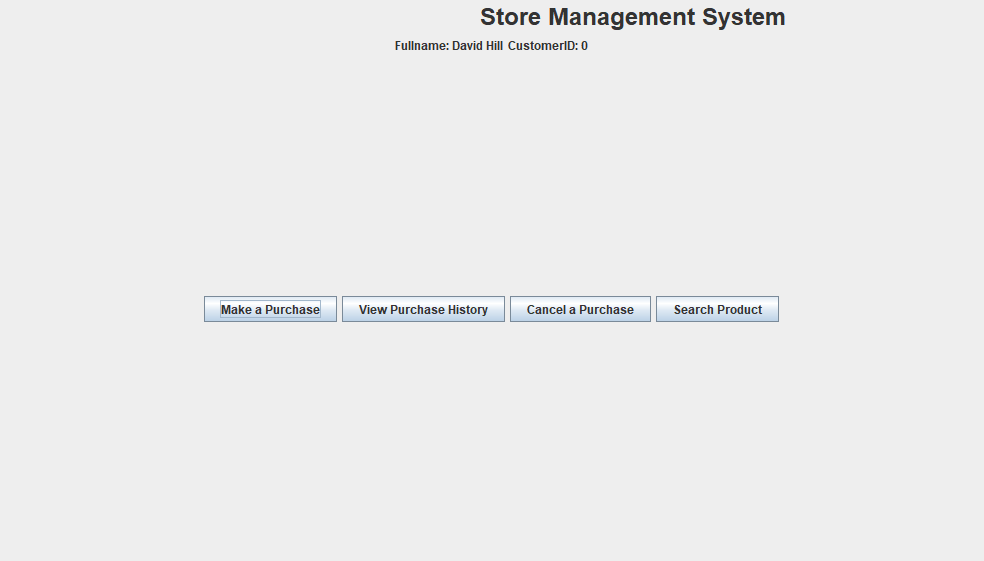 Store Management System
Fullname: David Hill CustomerID: 0
Make a Purchase View Purchase History Cancel a Purchase Search Product